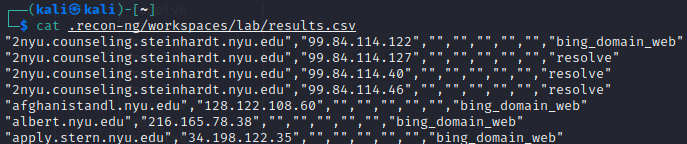 (kali㉿kali)-[~]
$ cat .recon-ng/workspaces/lab/results.csv
"2nyu.counseling.steinhardt.nyu.edu","99.84.114.122","","","","","","bing_domain_web"
"2nyu.counseling.steinhardt.nyu.edu","99.84.114.127","","","","","","resolve"
"2nyu.counseling.steinhardt.nyu.edu","99.84.114.40","","","","","","resolve"
"2nyu.counseling.steinhardt.nyu.edu","99.84.114.46","","","","","","resolve"
"afghanistandl.nyu.edu","128.122.108.60","","","","","","bing_domain_web"
"albert.nyu.edu","216.165.78.38","","","","","","bing_domain_web"
"apply.stern.nyu.edu","34.198.122.35","","","","","","bing_domain_web"